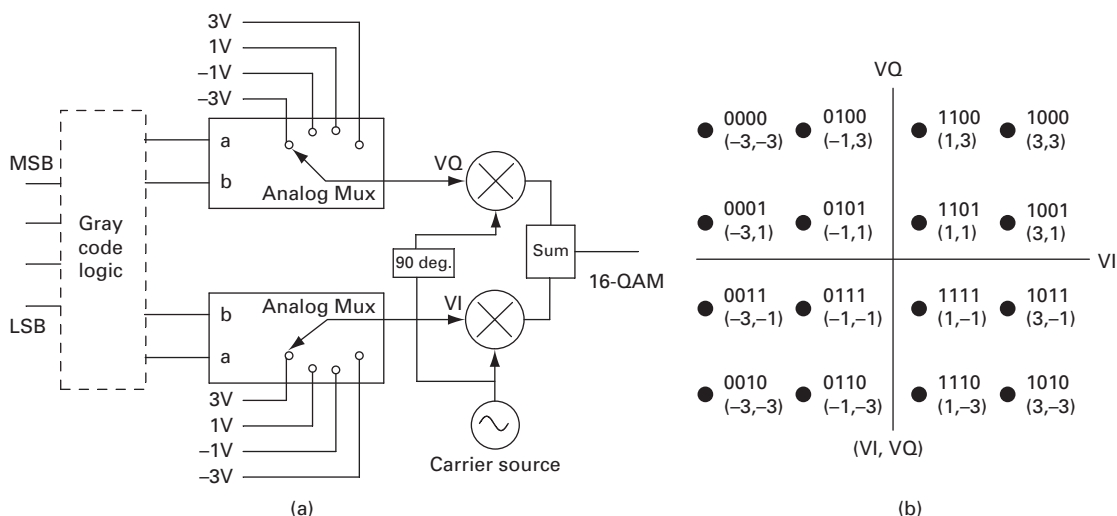 3V
1V
–1V
–3V
MSB
LSB
Gray
code
logic
a
b
Analog Mux
VQ
90 deg.
Sum
16-QAM
b
a
Analog Mux
VI
3V
1V
–1V
–3V
Carrier source
(a)
VQ
0000
(–3,–3)
0100
(–1,3)
1100
(1,3)
1000
(3,3)
0001
(–3,1)
0101
(–1,1)
1101
(1,1)
1001
(3,1)
VI
0011
(–3,–1)
0111
(–1,–1)
1111
(1,–1)
1011
(3,–1)
0010
(–3,–3)
0110
(–1,–3)
1110
(1,–3)
1010
(3,–3)
(VI, VQ)
(b)